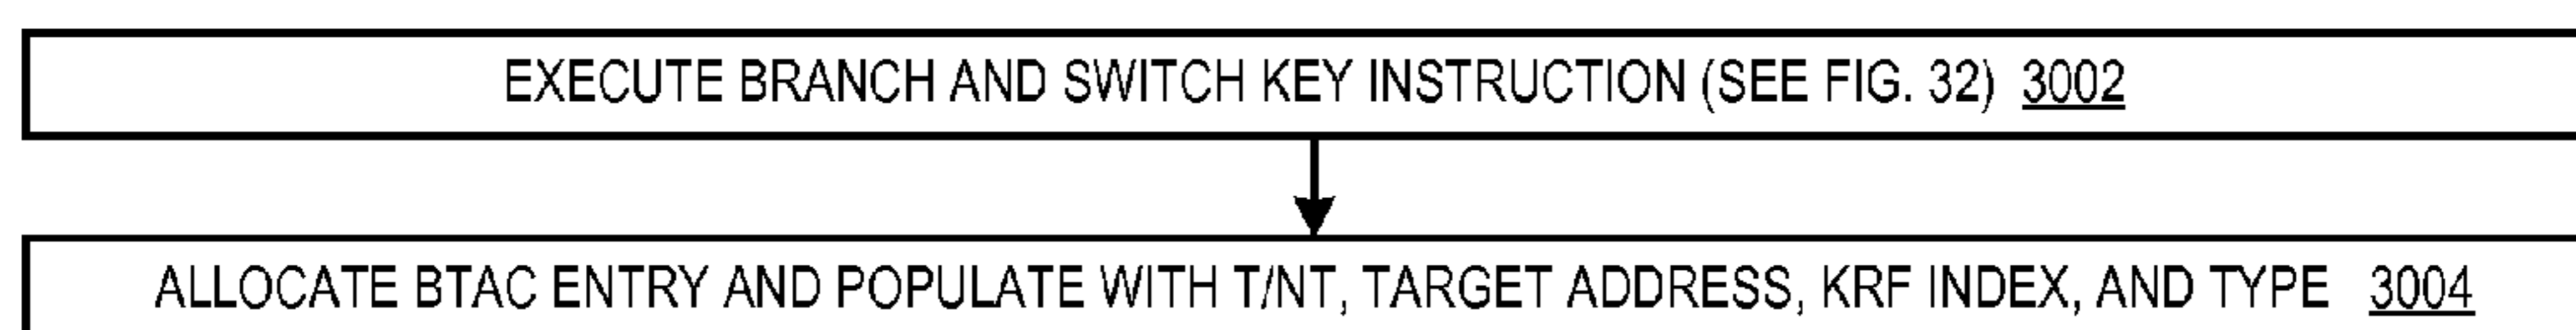 EXECUTE BRANCH AND SWITCH KEY INSTRUCTION (SEE FIG. 32) 3002
ALLOCATE BTAC ENTRY AND POPULATE WITH T/NT, TARGET ADDRESS, KRF INDEX, AND TYPE 3004